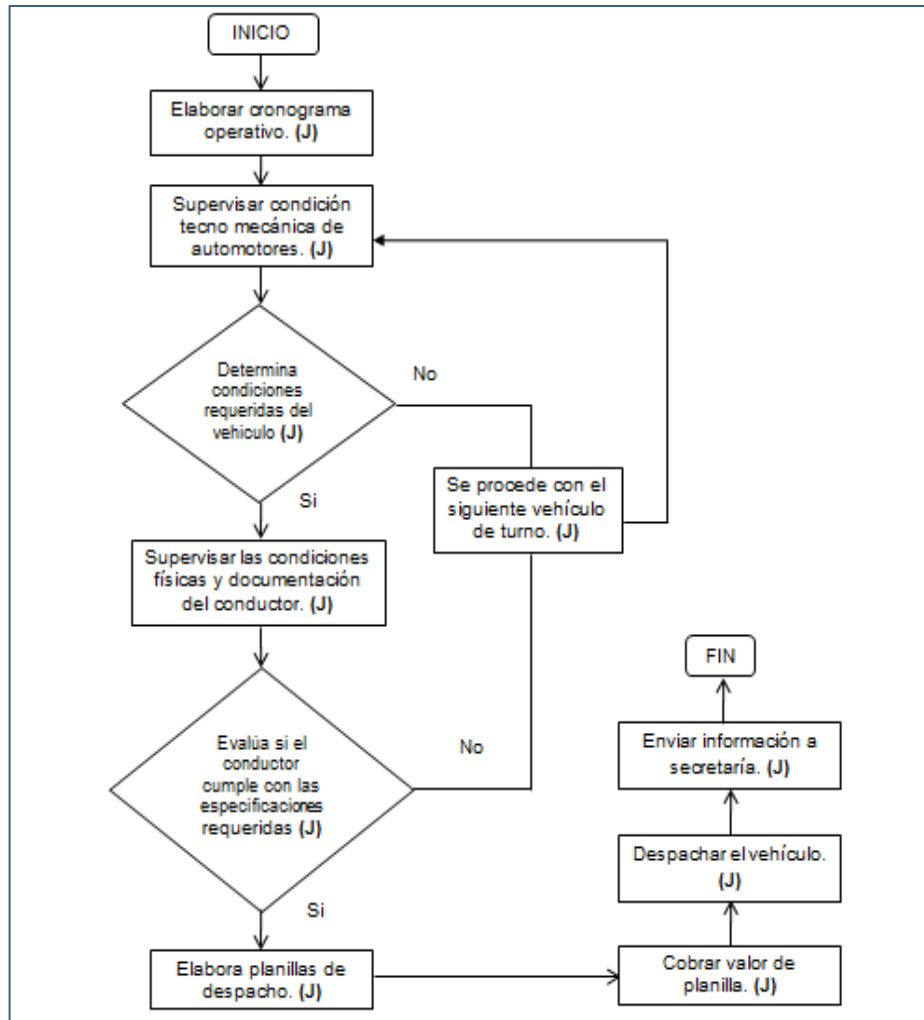 INICIO
Elaborar cronograma
operativo. (J)
Supervisar condición
tecno mecánica de
automotores. (J)
Determina
condiciones
requeridas del
vehiculo (J)
No
Se procede con el
siguiente vehículo
de turno. (J)
Si
Supervisar las condiciones
físicas y documentación
del conductor. (J)
Evalúa si el
conductor
cumple con las
especificaciones
requeridas (J)
No
Si
Elabora planillas de
despacho. (J)
Cobrar valor de
planilla. (J)
Despachar el vehículo.
(J)
Enviar información a
secretaría. (J)
FIN